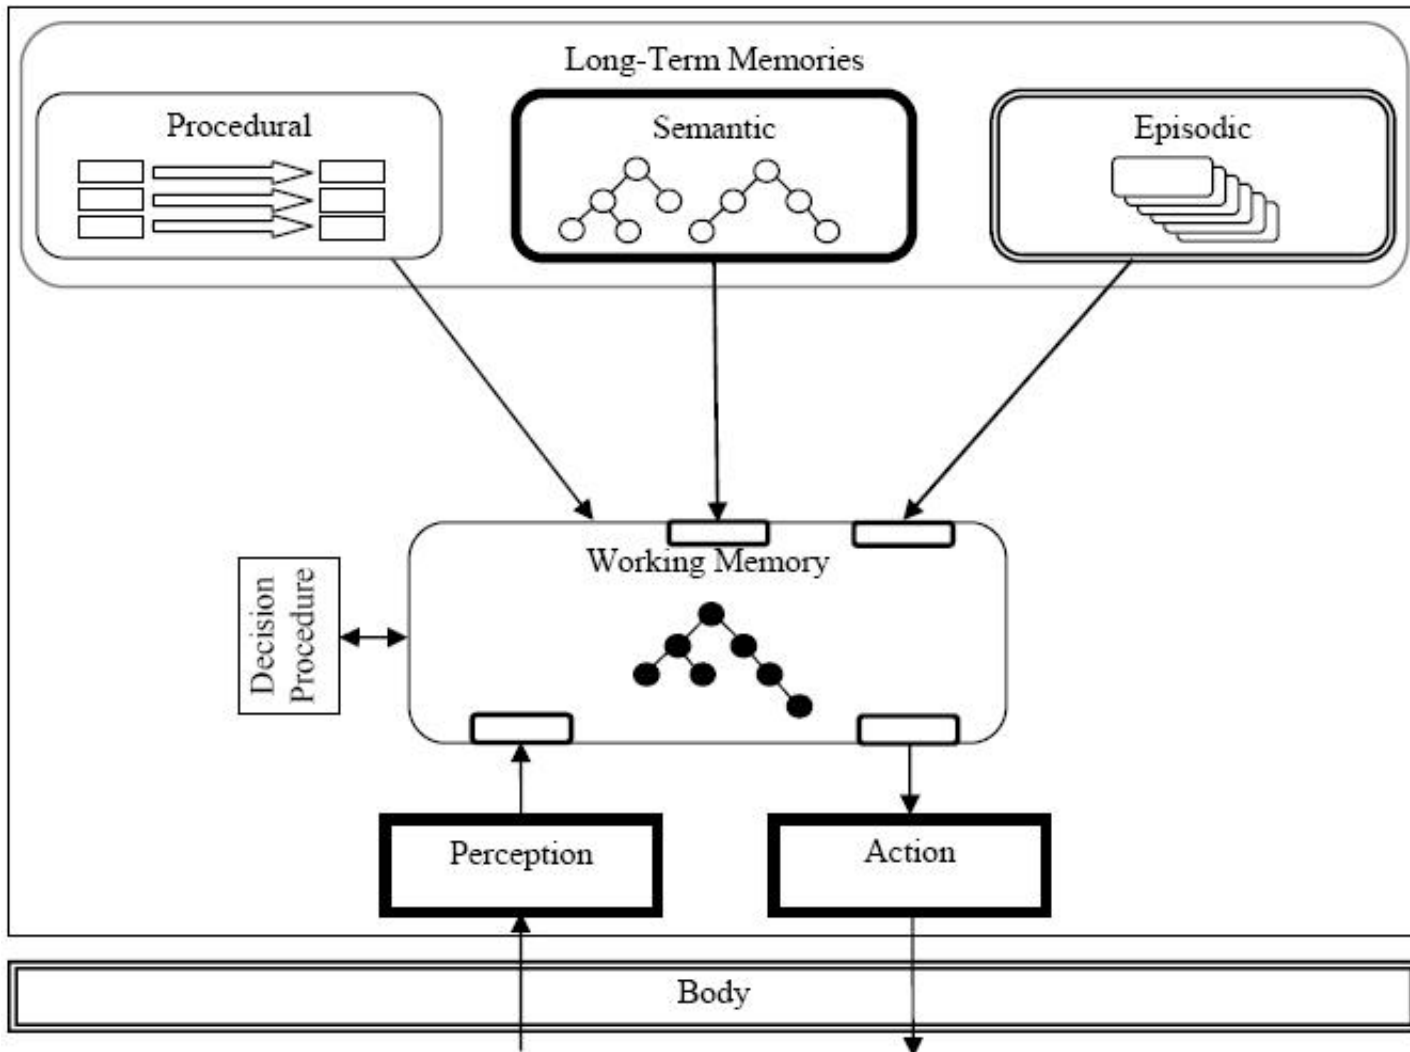 Long-Term Memories
Procedural
Semantic
Episodic
Working Memory
Decision
Procedure
Perception
Action
Body